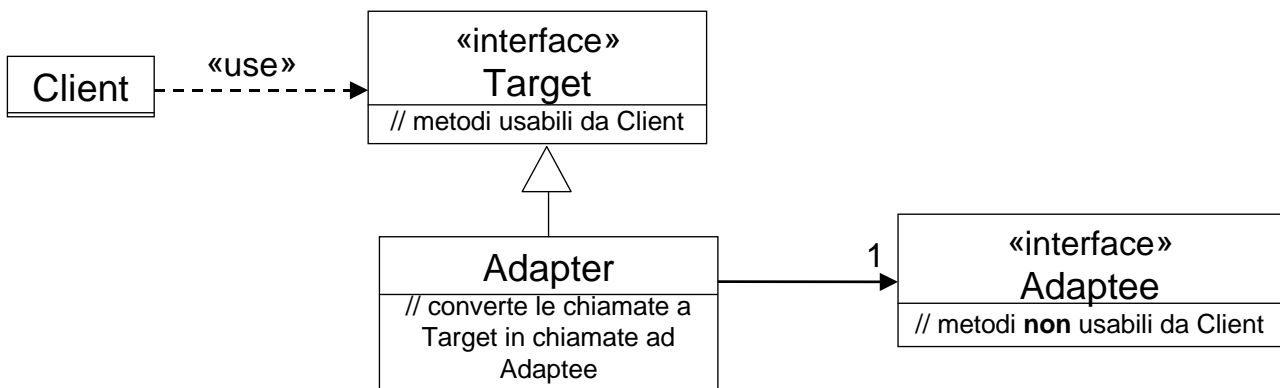 «interface»
Target
// metodi usabili da Client
Client
«use»
Adapter
// converte le chiamate a
Target in chiamate ad
Adaptee
1
«interface»
Adaptee
// metodi non usabili da Client